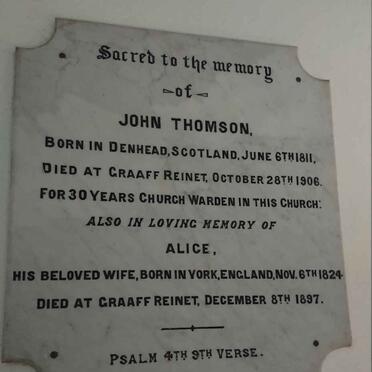 Sacred to the memory
of
JOHN THOMSON,
BORN IN DENHEAD, SCOTLAND, JUNE 6TH 1811,
DIED AT GRAAFF REINET, OCTOBER 28TH 1906.
FOR 30 YEARS CHURCH WARDEN IN THIS CHURCH:
ALSO IN LOVING MEMORY OF
ALICE,
HIS BELOVED WIFE, BORN IN YORK, ENGLAND, NOV. 6TH 1824
DIED AT GRAAFF REINET, DECEMBER 8TH 1897.
PSALM 4TH 9TH VERSE.